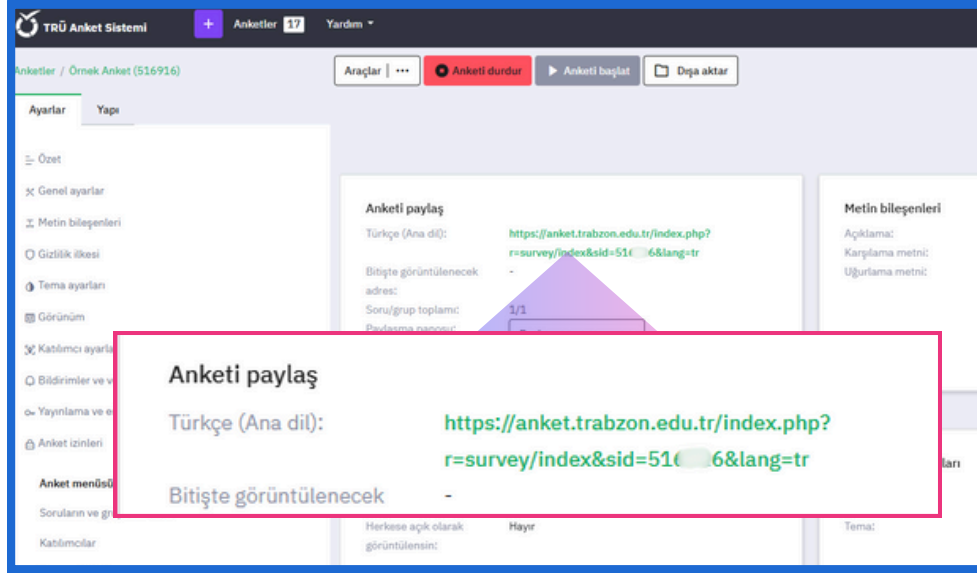 TRÜ Anket Sistemi
+ Anketler 17 Yardım
Anketler / Örnek Anket (516916)
Araçlar | ··· Anketi durdur Anketi başlat Dışa aktar
Ayarlar Yapı
Özet
Genel ayarlar
Metin bileşenleri
Gizlilik ilkesi
Tema ayarları
Görünüm
Katılımcı ayarla
Bildirimler ve v
Yayınlama ve e
Anket izinleri
Anket menüsü
Soruların ve gr
Katılımcılar
Anketi paylaş
Türkçe (Ana dil): https://anket.trabzon.edu.tr/index.php?
r=survey/index&sid=516 6&lang=tr
Bitişte görüntülenecek -
adres:
Soru/grup toplamı: 1/1
Paylaşma panosu:
Metin bileşenleri
Açıklama:
Karşılama metni:
Uğurlama metni:
Anketi paylaş
Türkçe (Ana dil): https://anket.trabzon.edu.tr/index.php?
r=survey/index&sid=516 6&lang=tr
Bitişte görüntülenecek -
Herkese açık olarak Hayır
görüntülensin:
ları
Tema: